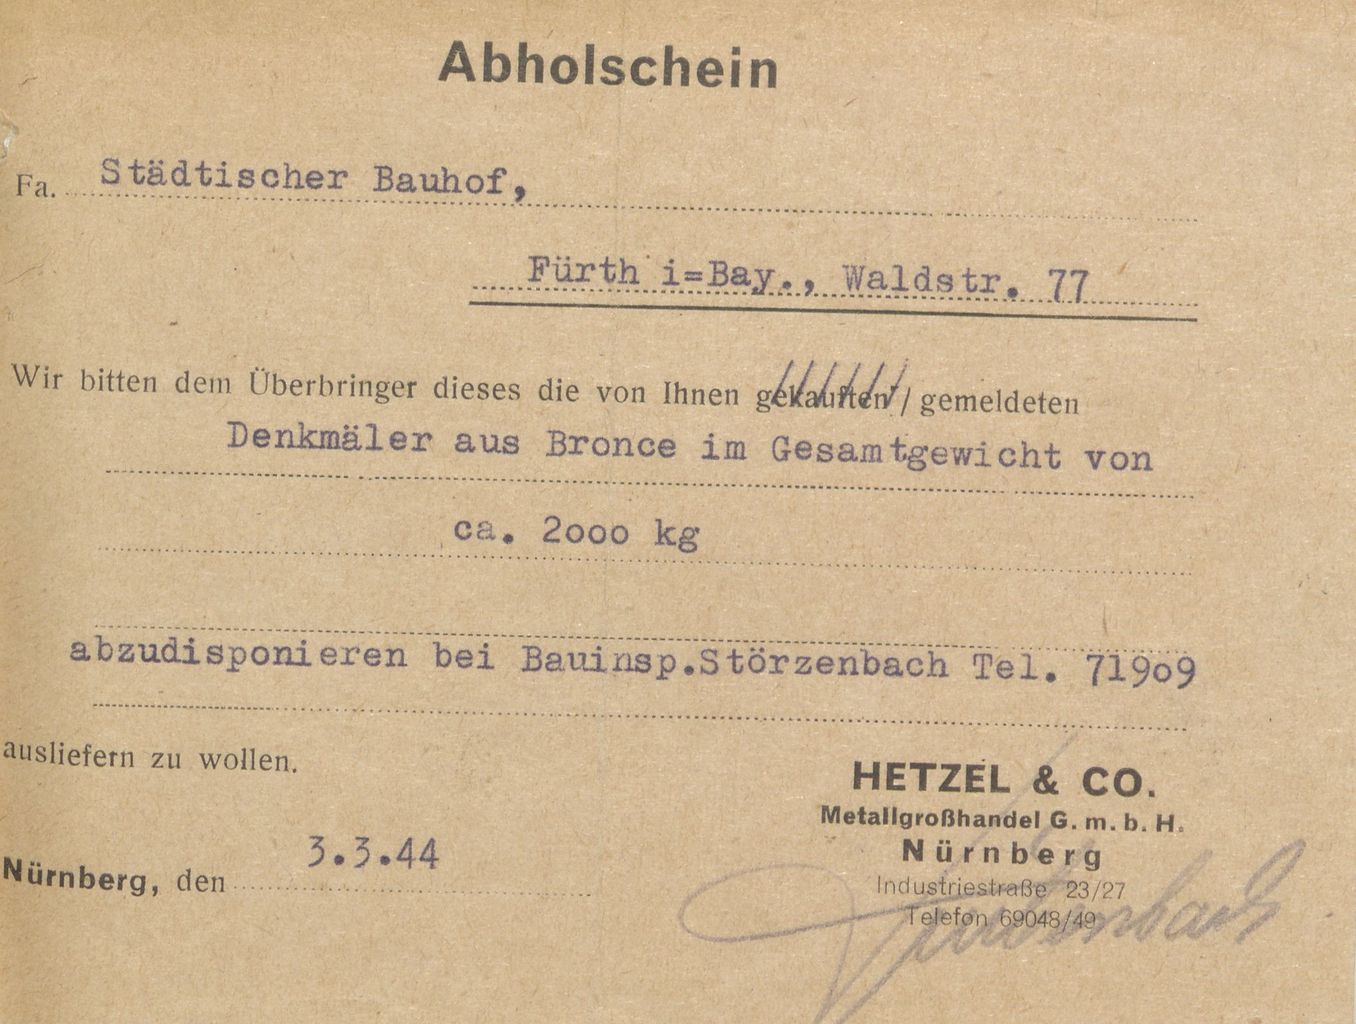 Abholschein
Fa. Städtischer Bauhof,
Fürth i=Bay., Waldstr. 77
Wir bitten dem Überbringer dieses die von Ihnen gekauften / gemeldeten
Denkmäler aus Bronce im Gesamtgewicht von
ca. 2ooo kg
abzudisponieren bei Bauinsp.Störzenbach Tel. 719o9
ausliefern zu wollen.
HETZEL & CO.
Metallgroßhandel G. m. b. H.
Nürnberg
Industriestraße 23/27
Telefon 69048/49
Nürnberg, den 3.3.44